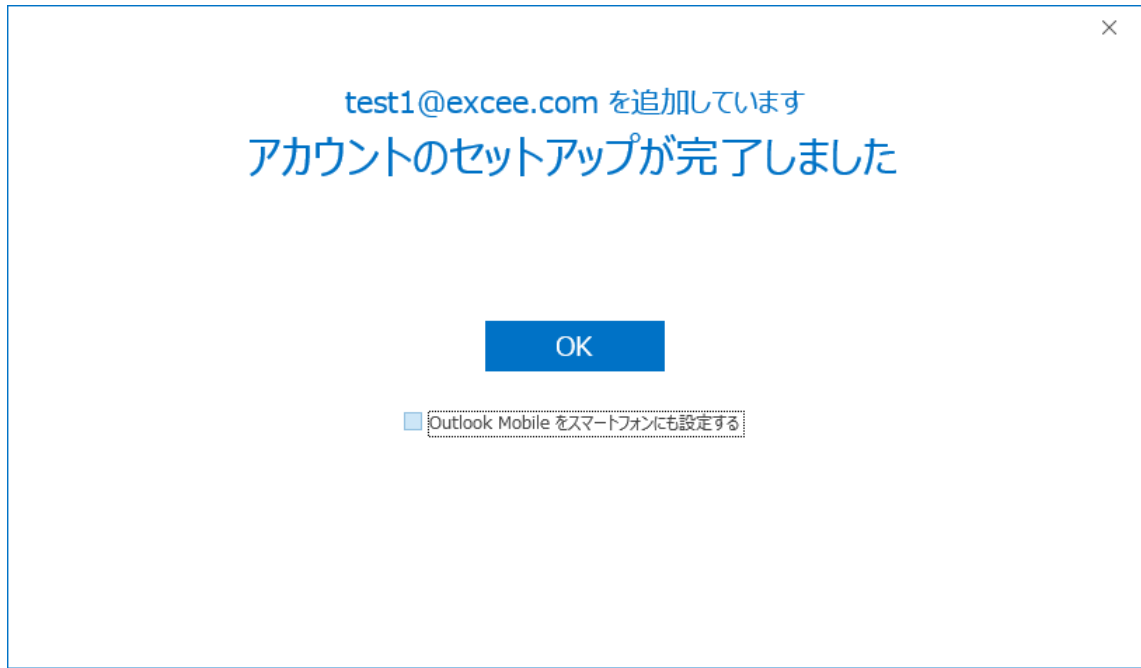 test1@excee.com を追加しています
アカウントのセットアップが完了しました
OK
Outlook Mobile をスマートフォンにも設定する